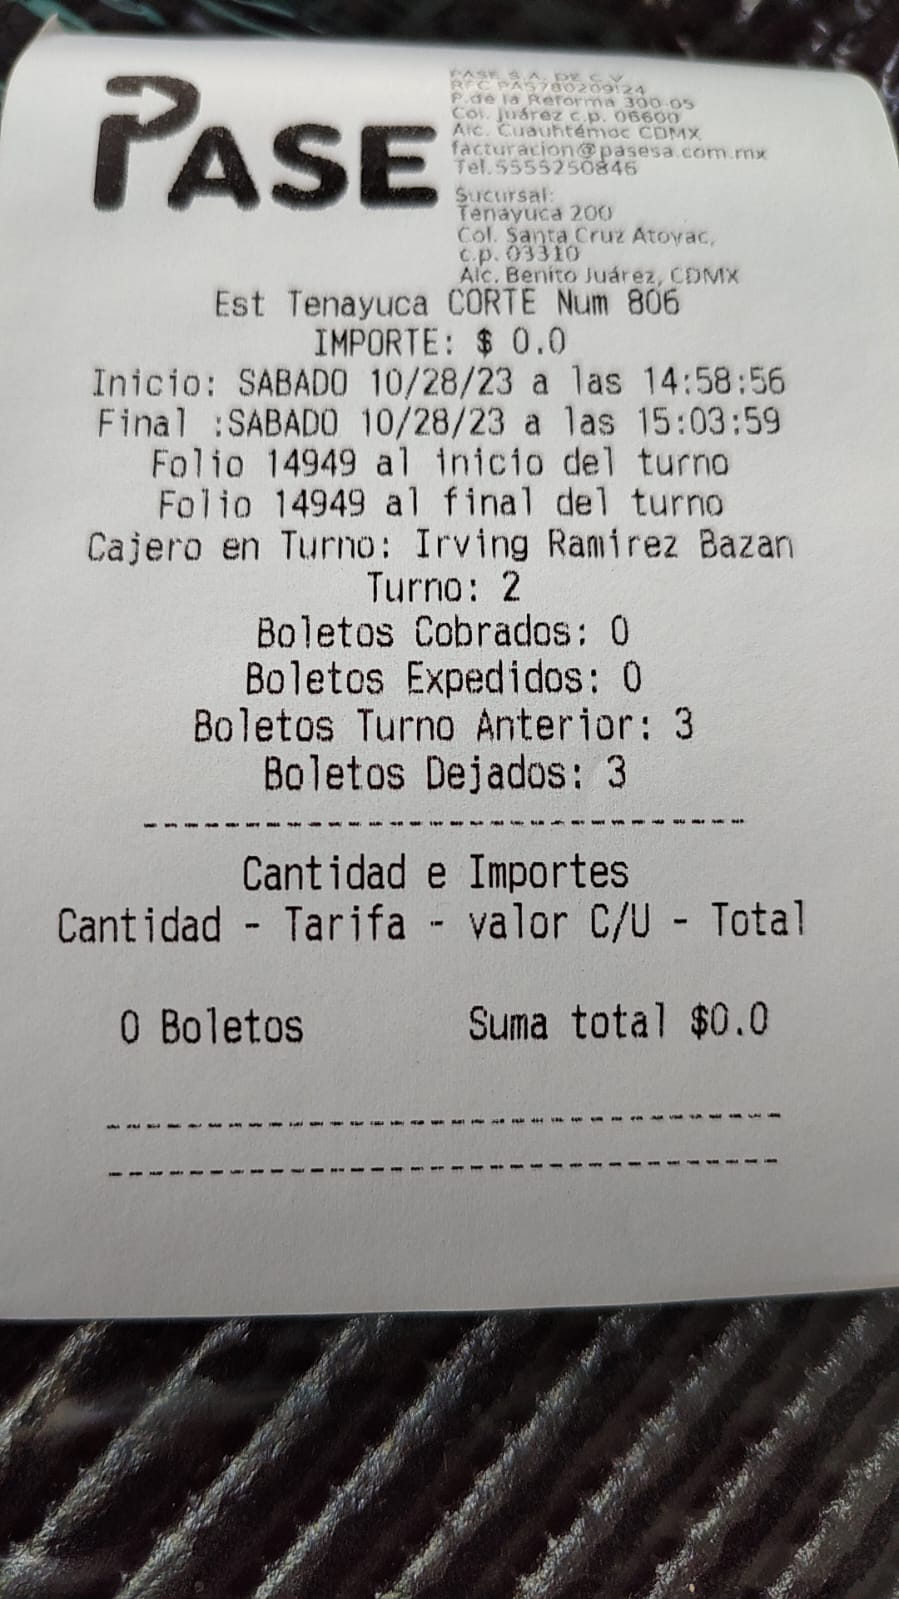 PASE
PASE S.A. DE C.V.
RFC PAS780209I24
P.de la Reforma 300-05
Col. Juárez c.p. 06600
Alc. Cuauhtémoc CDMX
facturacion@pasesa.com.mx
Tel.5555250846
Sucursal:
Tenayuca 200
Col. Santa Cruz Atoyac,
c.p. 03310
Alc. Benito Juárez, CDMX
Est Tenayuca CORTE Num 806
IMPORTE: $ 0.0
Inicio: SABADO 10/28/23 a las 14:58:56
Final :SABADO 10/28/23 a las 15:03:59
Folio 14949 al inicio del turno
Folio 14949 al final del turno
Cajero en Turno: Irving Ramirez Bazan
Turno: 2
Boletos Cobrados: 0
Boletos Expedidos: 0
Boletos Turno Anterior: 3
Boletos Dejados: 3
------------------------------
Cantidad e Importes
Cantidad - Tarifa - valor C/U - Total
0 Boletos Suma total $0.0
---------------------------------
---------------------------------